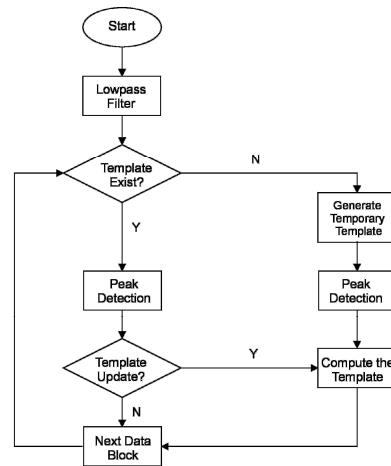 Start
Lowpass
Filter
Template
Exist?
N
Y
Generate
Temporary
Template
Peak
Detection
Peak
Detection
Template
Update?
Y
Compute the
Template
N
Next Data
Block